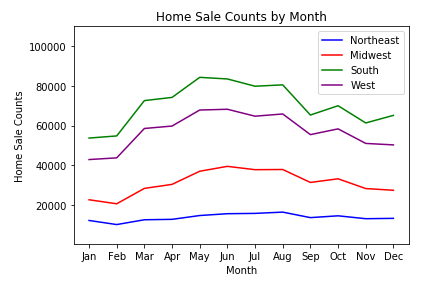 Home Sale Counts by Month
Northeast
Midwest
South
West
100000
80000
60000
40000
20000
Home Sale Counts
Jan Feb Mar Apr May Jun Jul Aug Sep Oct Nov Dec
Month